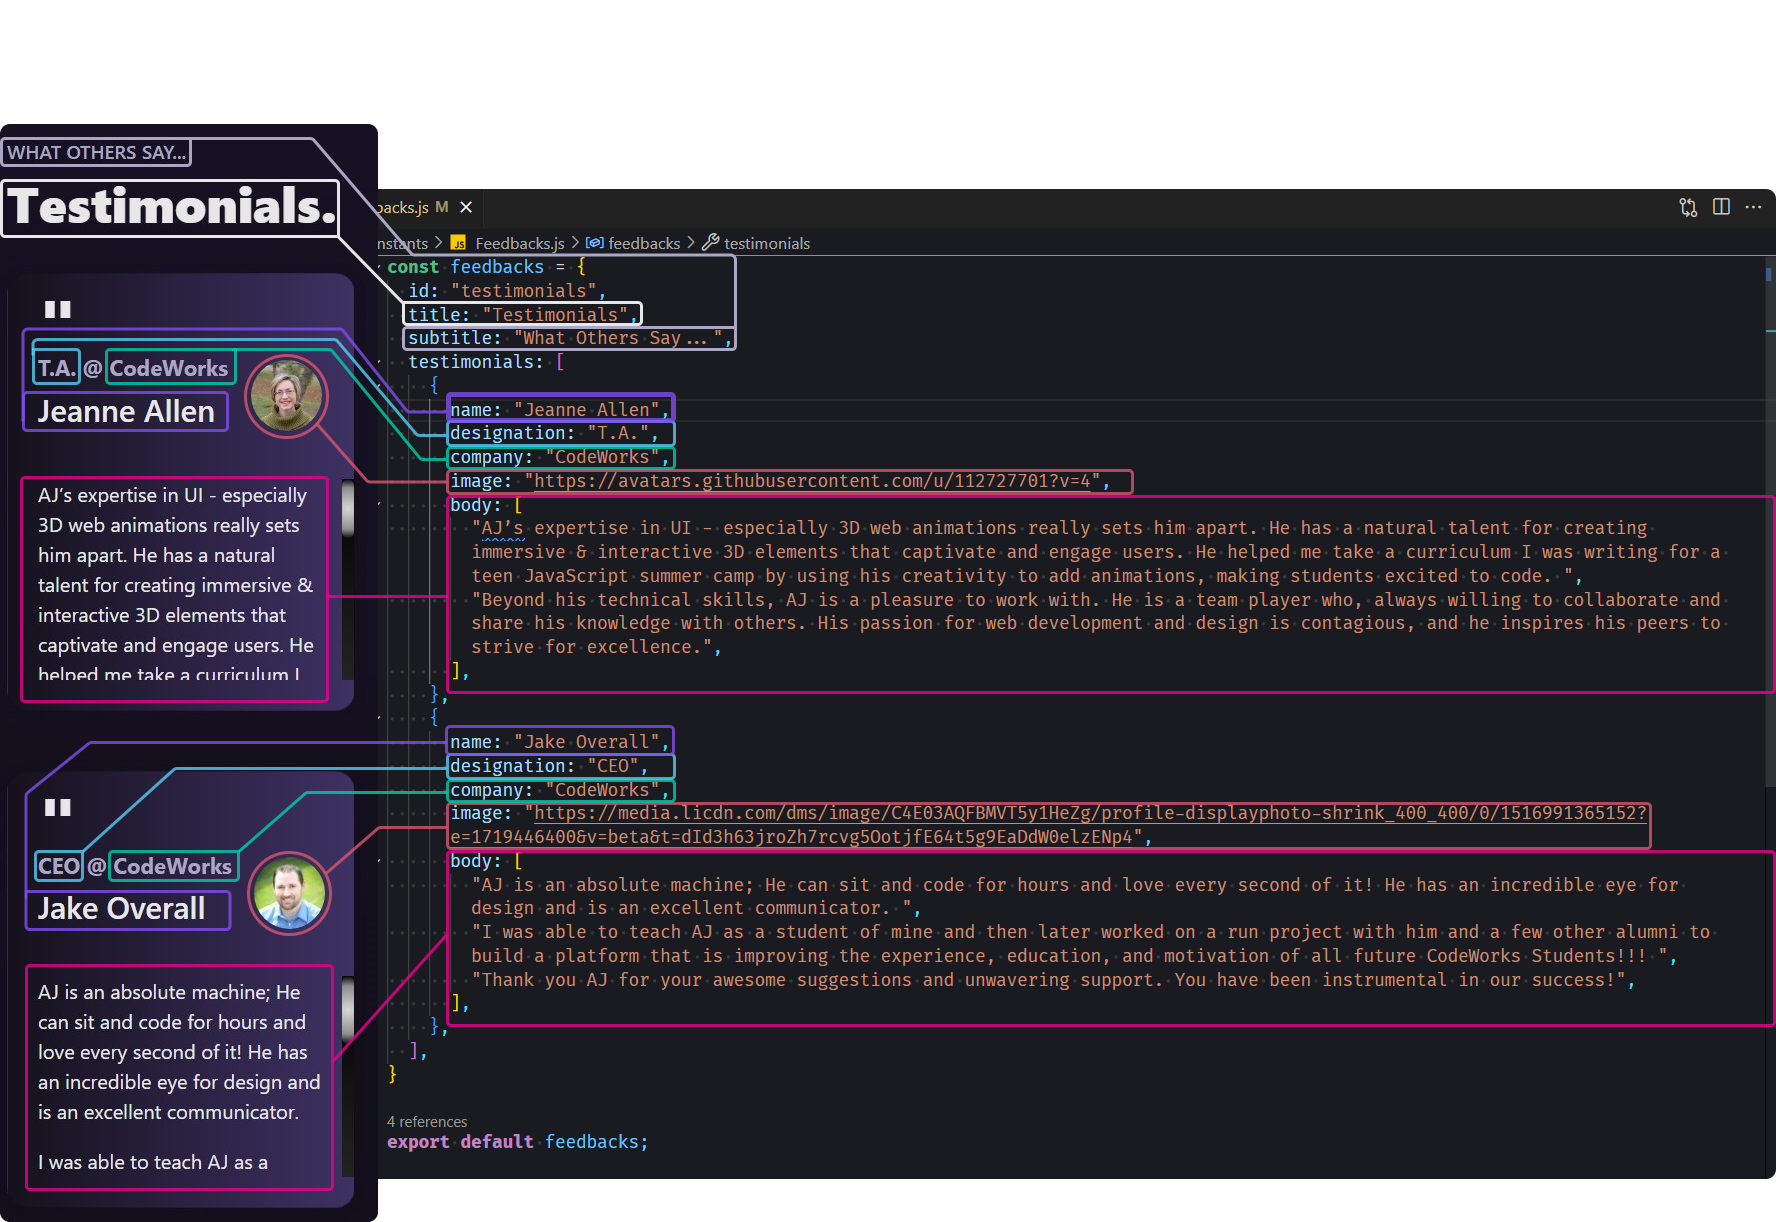 WHAT OTHERS SAY...
Testimonials.
T.A. @ CodeWorks
Jeanne Allen
AJ’s expertise in UI - especially
3D web animations really sets
him apart. He has a natural
talent for creating immersive &
interactive 3D elements that
captivate and engage users. He
helped me take a curriculum I
CEO @ CodeWorks
Jake Overall
AJ is an absolute machine; He
can sit and code for hours and
love every second of it! He has
an incredible eye for design and
is an excellent communicator.
I was able to teach AJ as a
backs.js M
nstants > JS Feedbacks.js > feedbacks > testimonials
const feedbacks = {
id: "testimonials",
title: "Testimonials",
subtitle: "What Others Say... ",
testimonials: [
{
name: "Jeanne Allen",
designation: "T.A.",
company: "CodeWorks",
image: "https://avatars.githubusercontent.com/u/112727701?v=4",
body: [
"AJ’s expertise in UI - especially 3D web animations really sets him apart. He has a natural talent for creating
immersive & interactive 3D elements that captivate and engage users. He helped me take a curriculum I was writing for a
teen JavaScript summer camp by using his creativity to add animations, making students excited to code. ",
"Beyond his technical skills, AJ is a pleasure to work with. He is a team player who, always willing to collaborate and
share his knowledge with others. His passion for web development and design is contagious, and he inspires his peers to
strive for excellence.",
],
},
{
name: "Jake Overall",
designation: "CEO",
company: "CodeWorks",
image: "https://media.licdn.com/dms/image/C4E03AQFBMVT5y1HeZg/profile-displayphoto-shrink_400_400/0/1516991365152?
e=1719446400&v=beta&t=dId3h63jroZh7rcvg5OotjfE64t5g9EaDdW0elzENp4",
body: [
"AJ is an absolute machine; He can sit and code for hours and love every second of it! He has an incredible eye for
design and is an excellent communicator. ",
"I was able to teach AJ as a student of mine and then later worked on a run project with him and a few other alumni to
build a platform that is improving the experience, education, and motivation of all future CodeWorks Students!!! ",
"Thank you AJ for your awesome suggestions and unwavering support. You have been instrumental in our success!",
],
},
],
}
4 references
export default feedbacks;